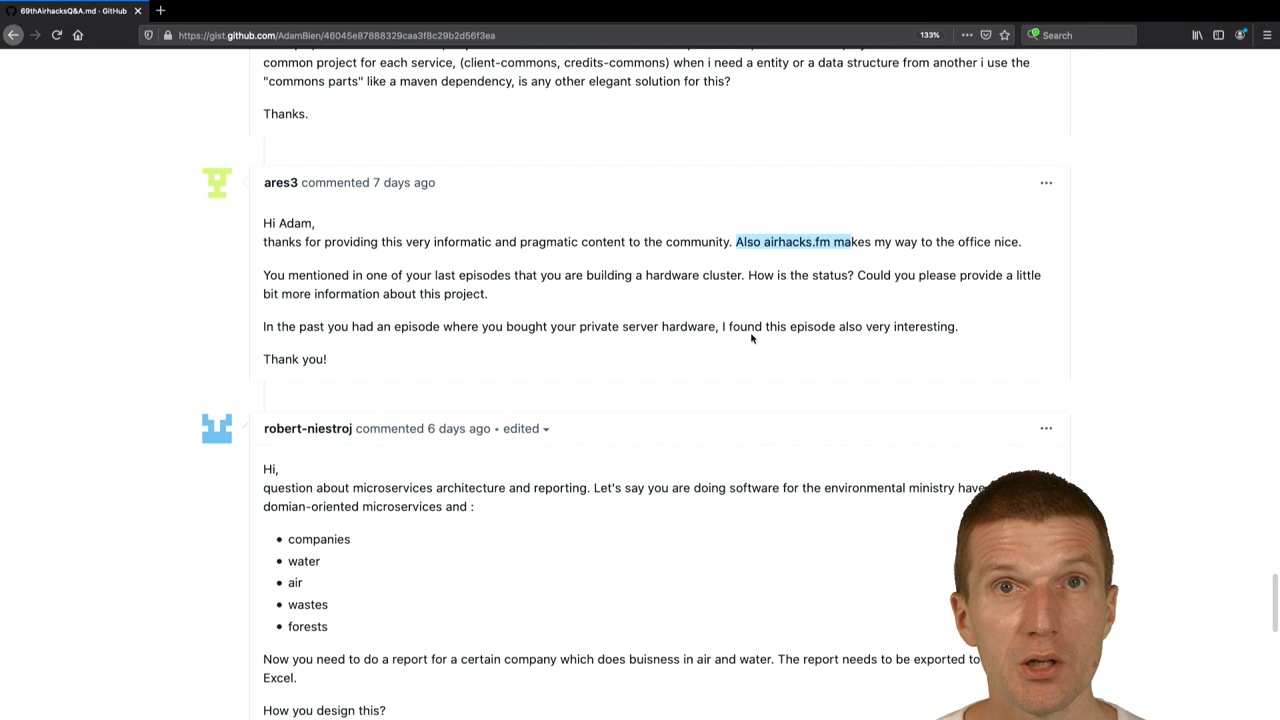 69thAirhacksQ&A.md · GitHub
https://gist.github.com/AdamBien/46045e87888329caa3f8c29b2d56f3ea
133%
Search
common project for each service, (client-commons, credits-commons) when i need a entity or a data structure from another i use the
"commons parts" like a maven dependency, is any other elegant solution for this?
Thanks.
ares3 commented 7 days ago
Hi Adam,
thanks for providing this very informatic and pragmatic content to the community. Also airhacks.fm makes my way to the office nice.
You mentioned in one of your last episodes that you are building a hardware cluster. How is the status? Could you please provide a little
bit more information about this project.
In the past you had an episode where you bought your private server hardware, I found this episode also very interesting.
Thank you!
robert-niestroj commented 6 days ago • edited
Hi,
question about microservices architecture and reporting. Let's say you are doing software for the environmental ministry have
domian-oriented microservices and :
• companies
• water
• air
• wastes
• forests
Now you need to do a report for a certain company which does buisness in air and water. The report needs to be exported to
Excel.
How you design this?